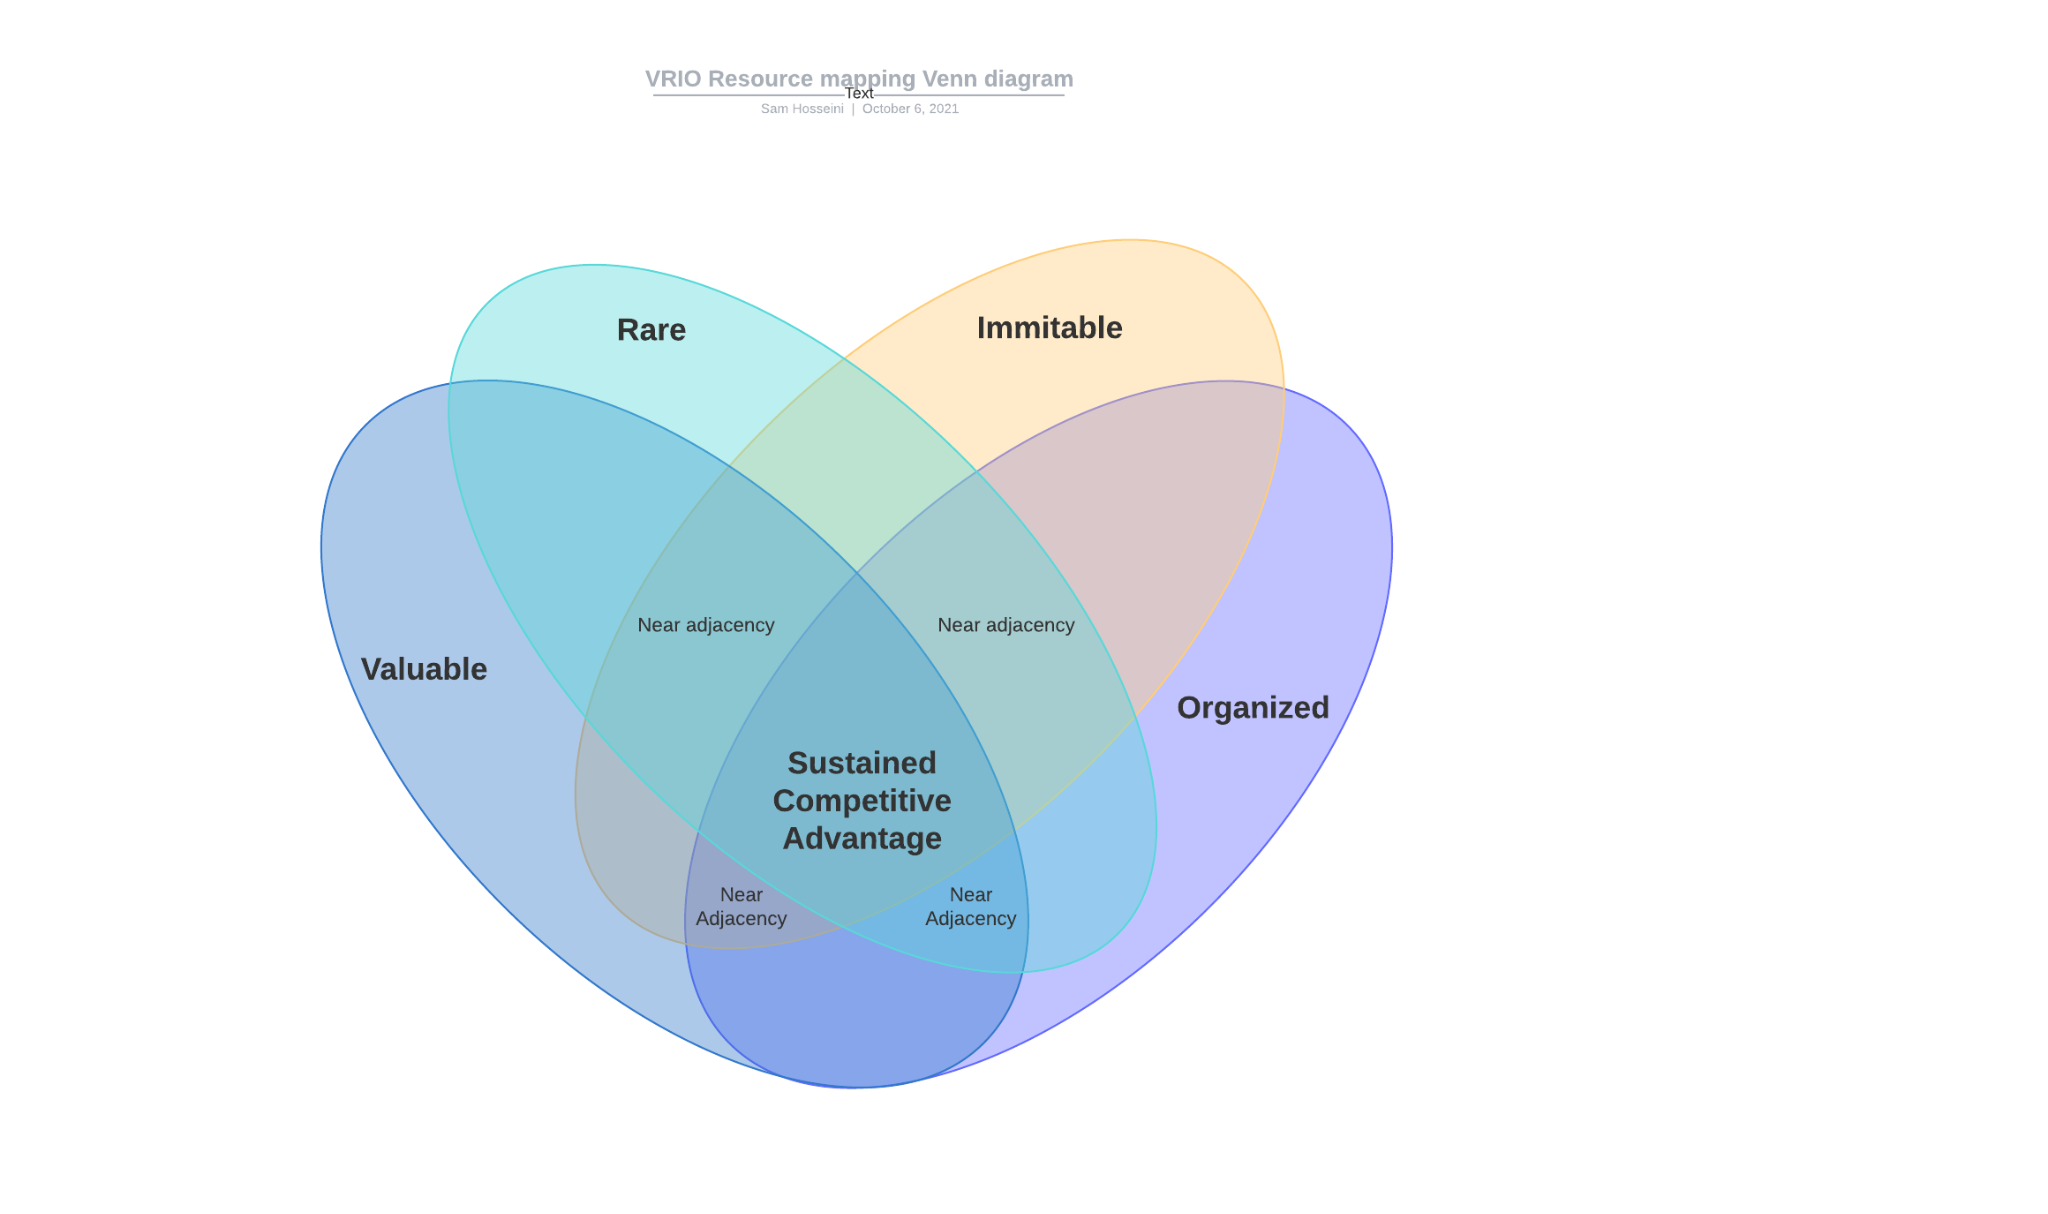 VRIO Resource mapping Venn diagram
Text
Sam Hosseini | October 6, 2021
Rare
Immitable
Near adjacency
Near adjacency
Valuable
Organized
Sustained
Competitive
Advantage
Near
Adjacency
Near
Adjacency